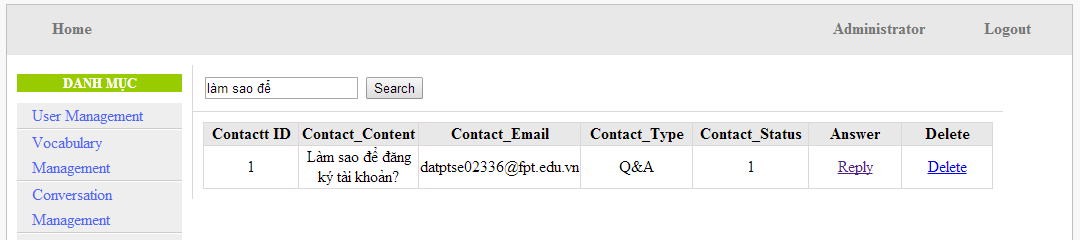 Home Administrator Logout
DANH MỤC
User Management
Vocabulary
Management
Conversation
Management
làm sao để Search
Contactt ID Contact_Content Contact_Email Contact_Type Contact_Status Answer Delete
1 Làm sao để đăng ký tài khoản? datptse02336@fpt.edu.vn Q&A 1 Reply Delete